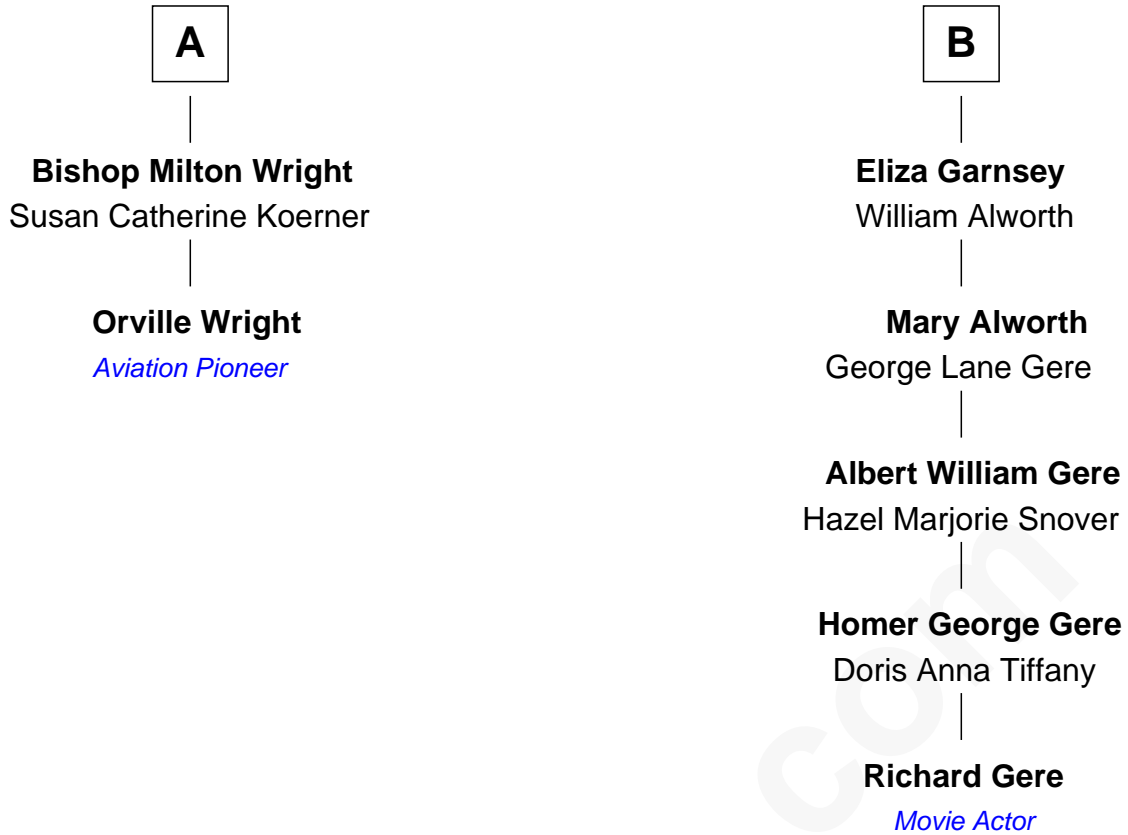 A
Bishop Milton Wright
Susan Catherine Koerner
Orville Wright
Aviation Pioneer
B
Eliza Garnsey
William Alworth
Mary Alworth
George Lane Gere
Albert William Gere
Hazel Marjorie Snover
Homer George Gere
Doris Anna Tiffany
Richard Gere
Movie Actor
com